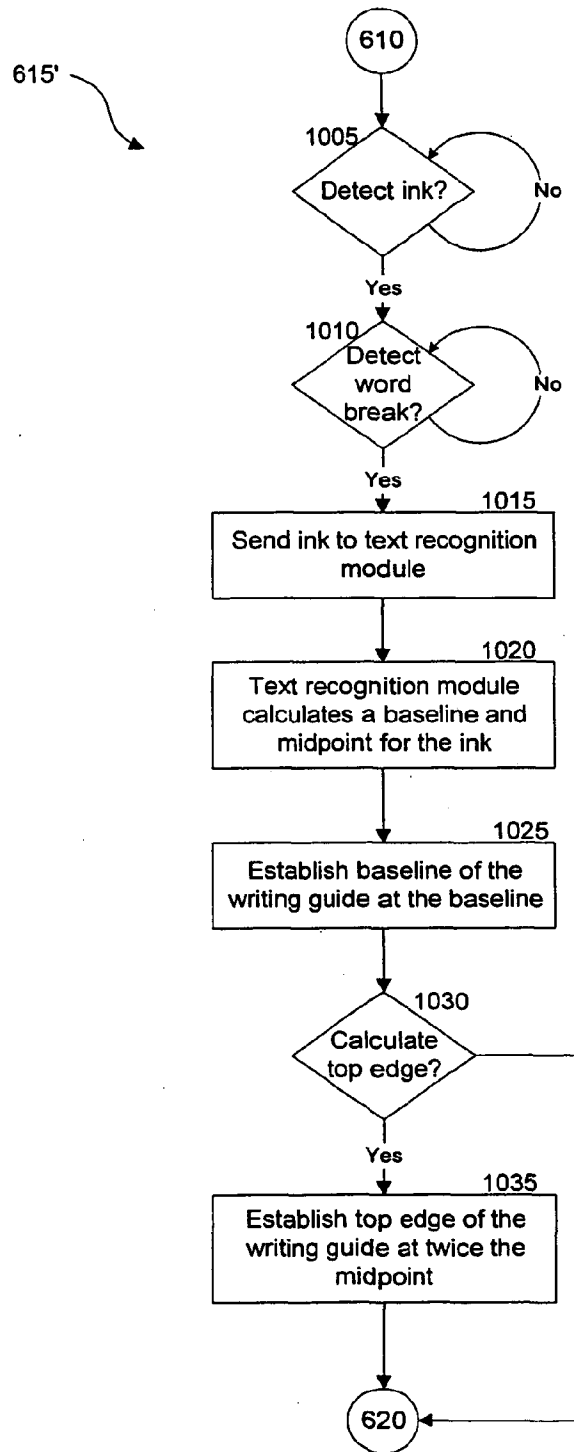 610
615'
1005
Detect ink?
No
Yes
1010
Detect
word
break?
No
Yes
1015
Send ink to text recognition
module
1020
Text recognition module
calculates a baseline and
midpoint for the ink
1025
Establish baseline of the
writing guide at the baseline
1030
Calculate
top edge?
Yes
1035
Establish top edge of the
writing guide at twice the
midpoint
620